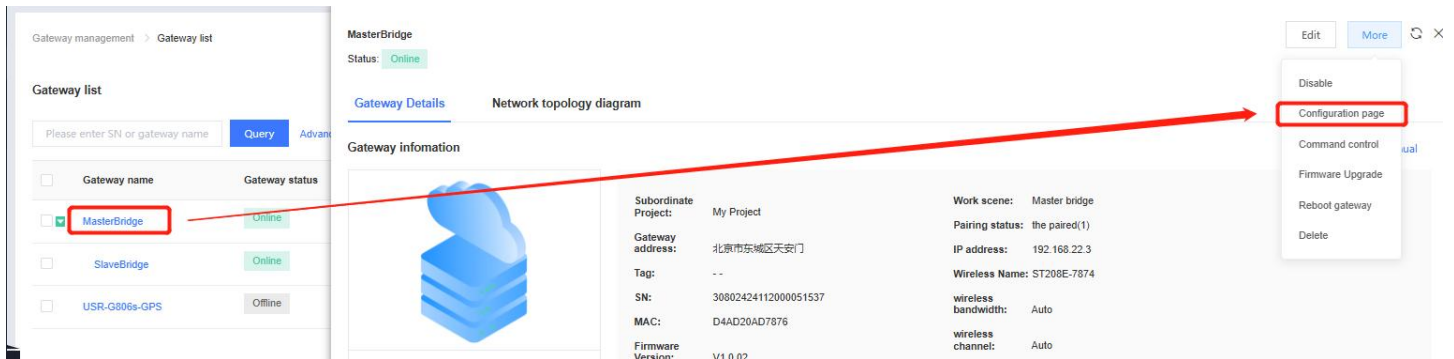 Gateway management > Gateway list
Gateway list
Please enter SN or gateway name Query
Gateway name Gateway status
MasterBridge Online
SlaveBridge Online
USR-G806s-GPS Offline
MasterBridge
Status: Online
Edit More
Disable
Configuration page
Command control
Firmware Upgrade
Reboot gateway
Delete
Gateway Details Network topology diagram
Gateway infomation
Subordinate
Project: My Project
Gateway
address: 北京市东城区天安门
Tag: - -
SN: 30802424112000051537
MAC: D4AD20AD7876
Firmware
Version: V1.0.02
Work scene: Master bridge
Pairing status: the paired(1)
IP address: 192.168.22.3
Wireless Name: ST208E-7874
wireless
bandwidth: Auto
wireless
channel: Auto